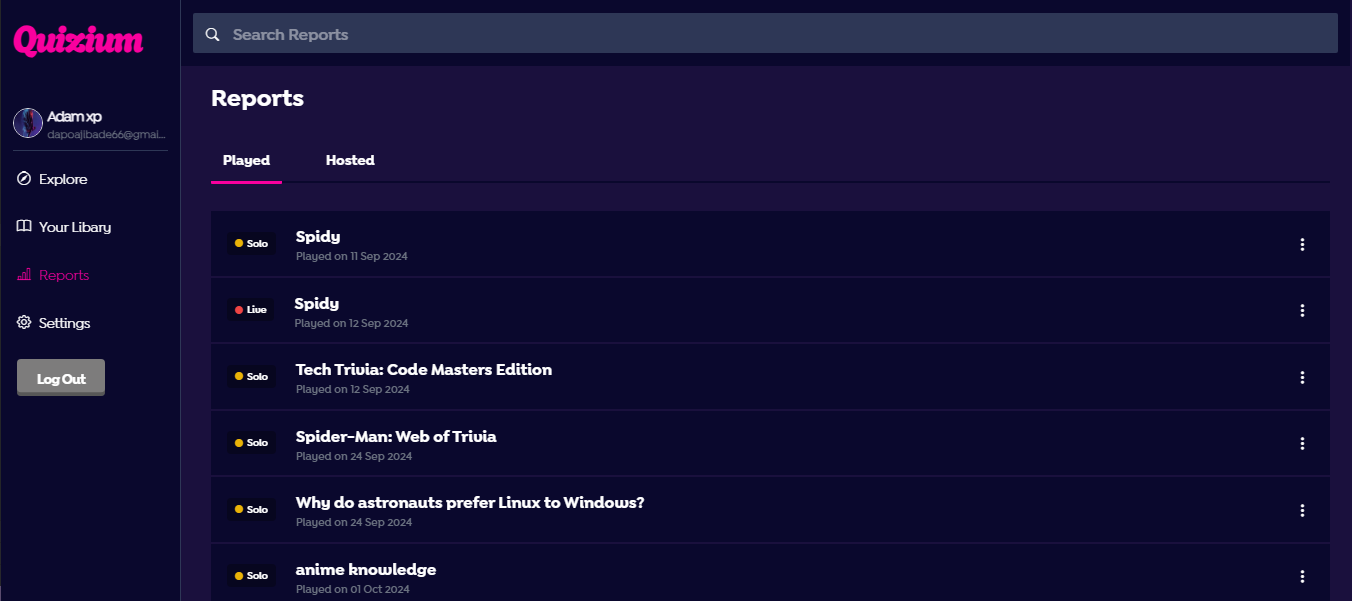 Quizium
Search Reports
Adam xp
dapoajibade66@gmai...
Explore
Your Libary
Reports
Settings
Log Out
Reports
Played
Hosted
Solo
Spidy
Played on 11 Sep 2024
Live
Spidy
Played on 12 Sep 2024
Solo
Tech Trivia: Code Masters Edition
Played on 12 Sep 2024
Solo
Spider-Man: Web of Trivia
Played on 24 Sep 2024
Solo
Why do astronauts prefer Linux to Windows?
Played on 24 Sep 2024
Solo
anime knowledge
Played on 01 Oct 2024